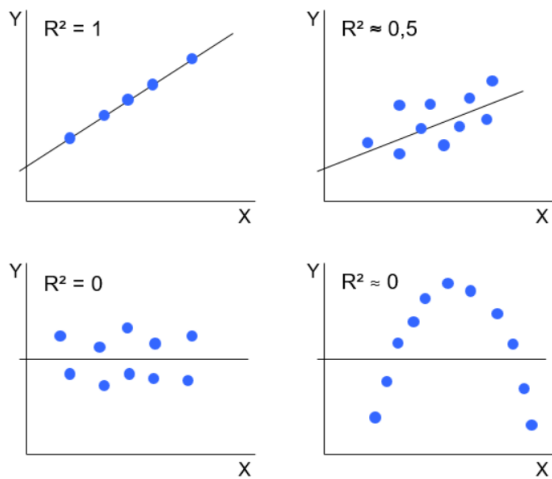 Y
R² = 1
X
Y
R² ≈ 0,5
X
Y
R² = 0
X
Y
R² ≈ 0
X